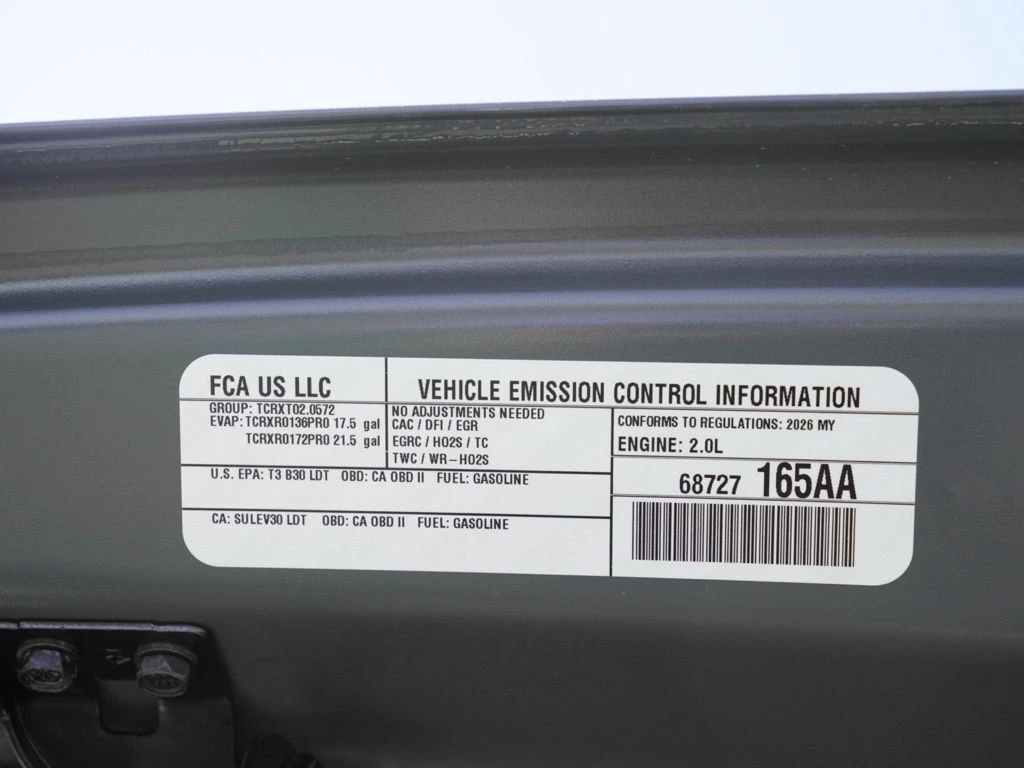 FCA US LLC
VEHICLE EMISSION CONTROL INFORMATION
GROUP: TCRXT02.0572
EVAP: TCRXR0136PR0 17.5 gal
TCRXR0172PR0 21.5 gal
NO ADJUSTMENTS NEEDED
CAC / DFI / EGR
EGRC / HO2S / TC
TWC / WR-HO2S
CONFORMS TO REGULATIONS: 2026 MY
ENGINE: 2.0L
U.S. EPA: T3 B30 LDT OBD: CA OBD II FUEL: GASOLINE
68727 165AA
CA: SULEV30 LDT OBD: CA OBD II FUEL: GASOLINE